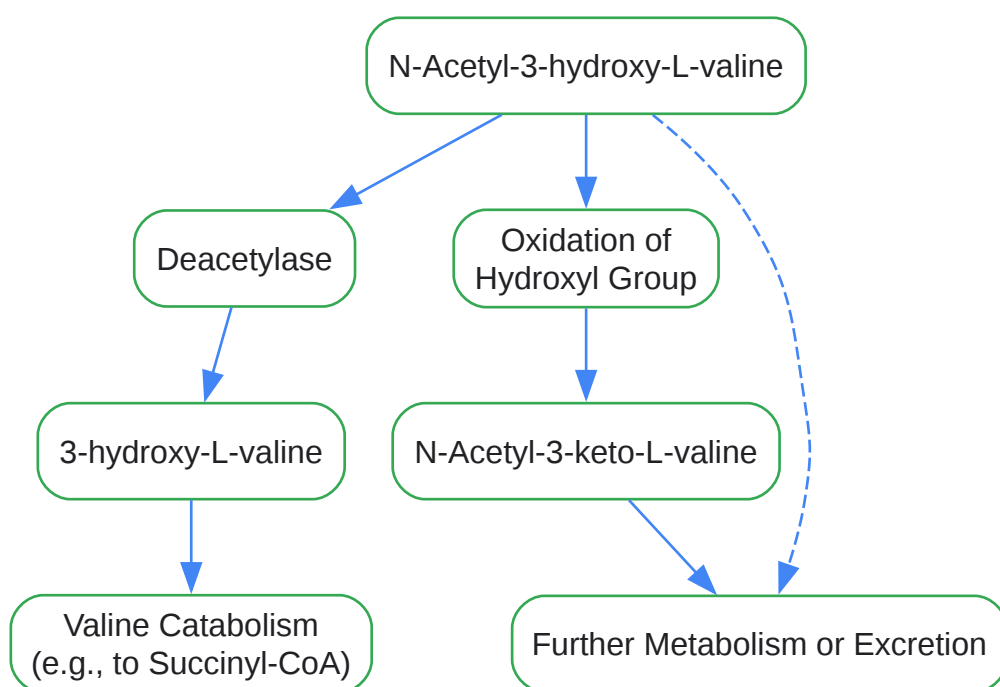 N-Acetyl-3-hydroxy-L-valine
Deacetylase
Oxidation of
Hydroxyl Group
3-hydroxy-L-valine
N-Acetyl-3-keto-L-valine
Valine Catabolism
(e.g., to Succinyl-CoA)
Further Metabolism or Excretion